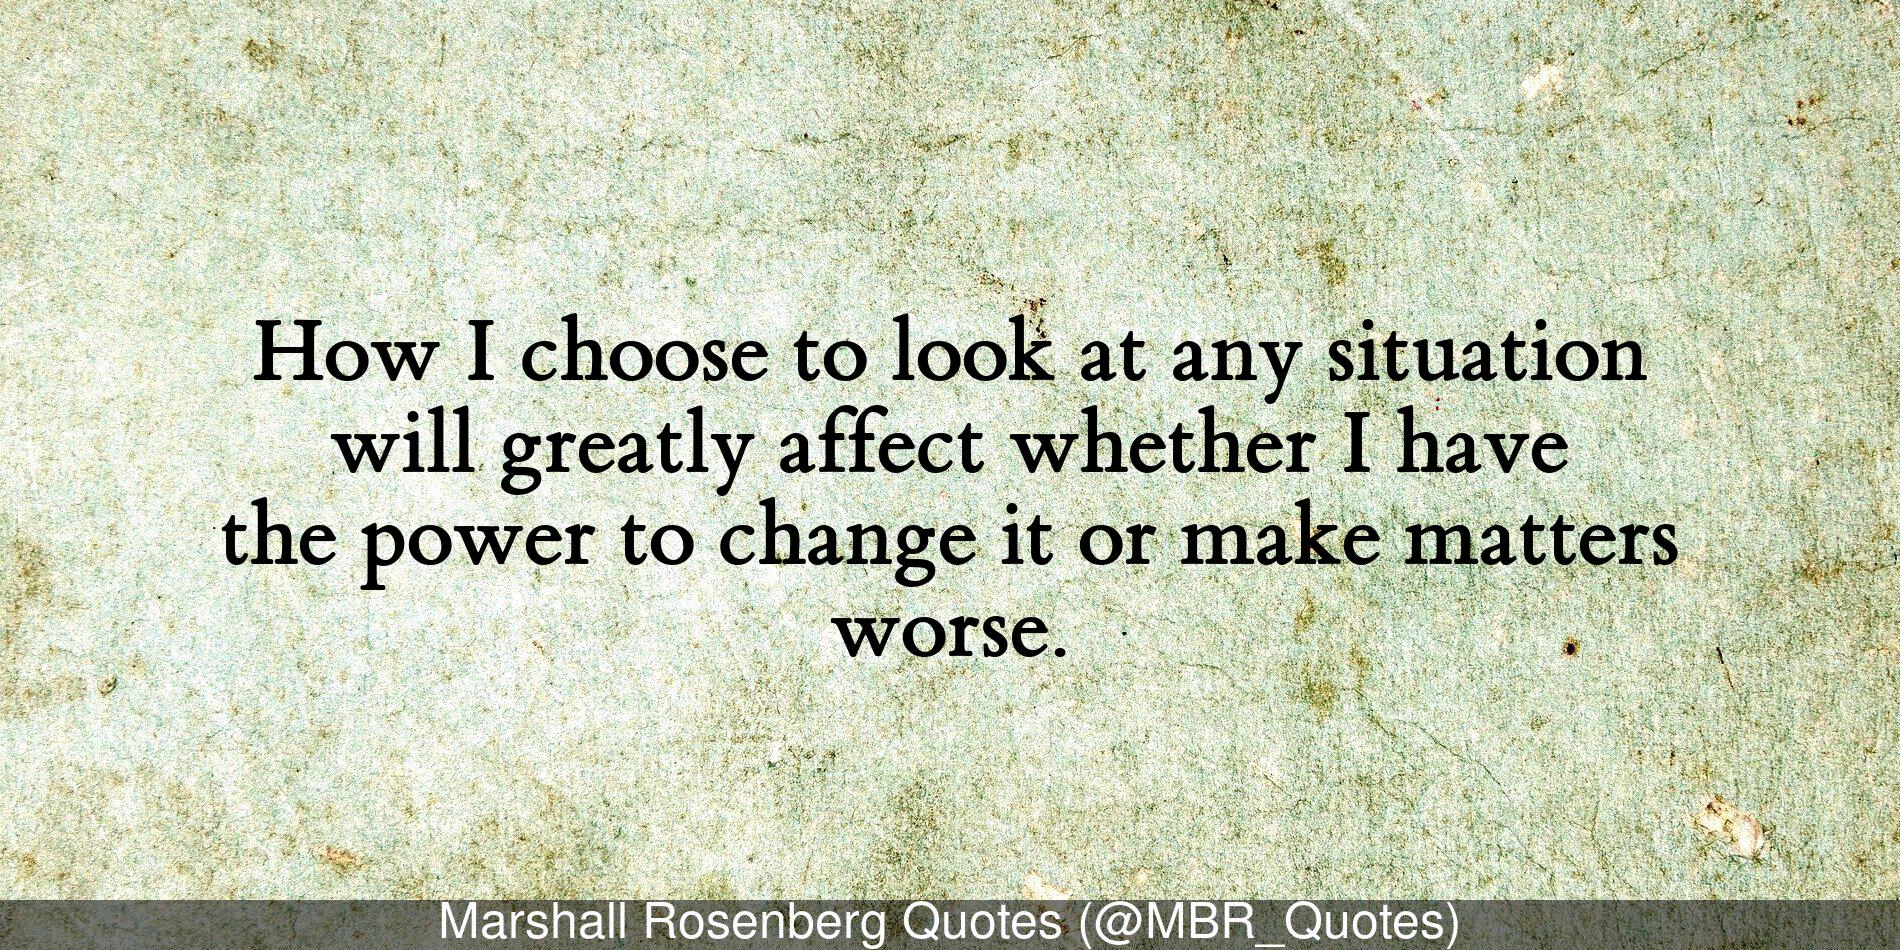 How I choose to look at any situation
will greatly affect whether I have
the power to change it or make matters
worse.
Marshall Rosenberg Quotes (@MBR_Quotes)